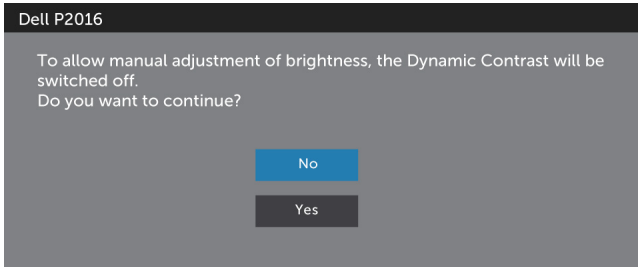 Dell P2016
To allow manual adjustment of brightness, the Dynamic Contrast will be
switched off.
Do you want to continue?
No
Yes